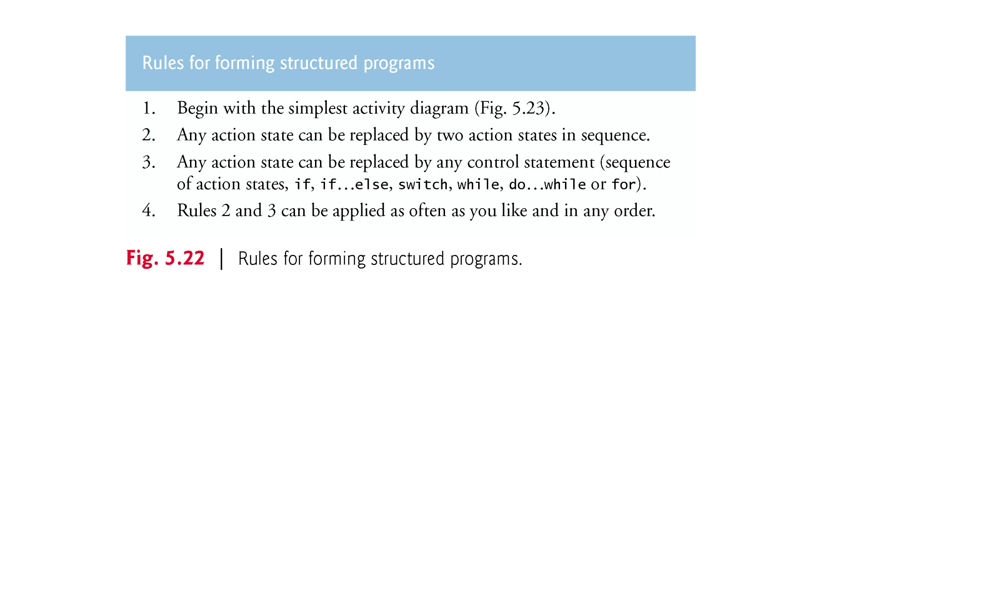 Rules for forming structured programs
1. Begin with the simplest activity diagram (Fig. 5.23).
2. Any action state can be replaced by two action states in sequence.
3. Any action state can be replaced by any control statement (sequence
of action states, if, if...else, switch, while, do...while or for).
4. Rules 2 and 3 can be applied as often as you like and in any order.
Fig. 5.22 | Rules for forming structured programs.